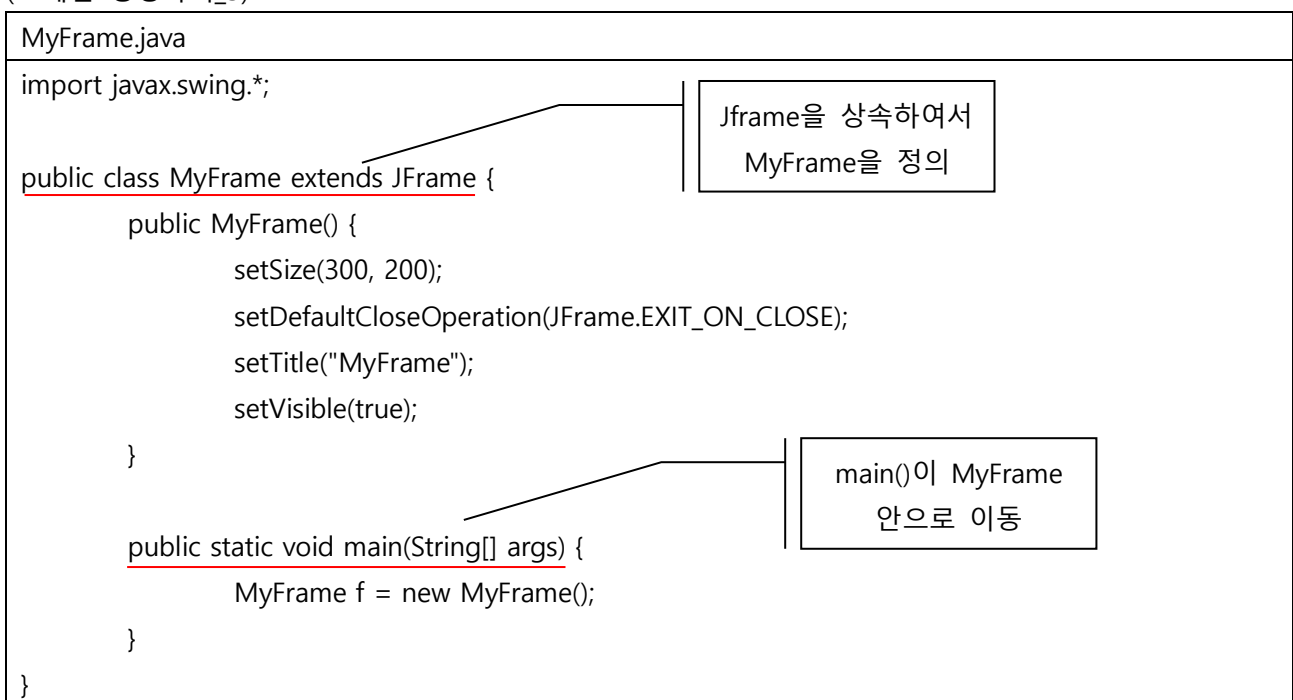 MyFrame.java
import javax.swing.*;
Jframe을 상속하여서
MyFrame을 정의
public class MyFrame extends JFrame {
public MyFrame() {
setSize(300, 200);
setDefaultCloseOperation(JFrame.EXIT_ON_CLOSE);
setTitle("MyFrame");
setVisible(true);
}
main()이 MyFrame
안으로 이동
public static void main(String[] args) {
MyFrame f = new MyFrame();
}
}